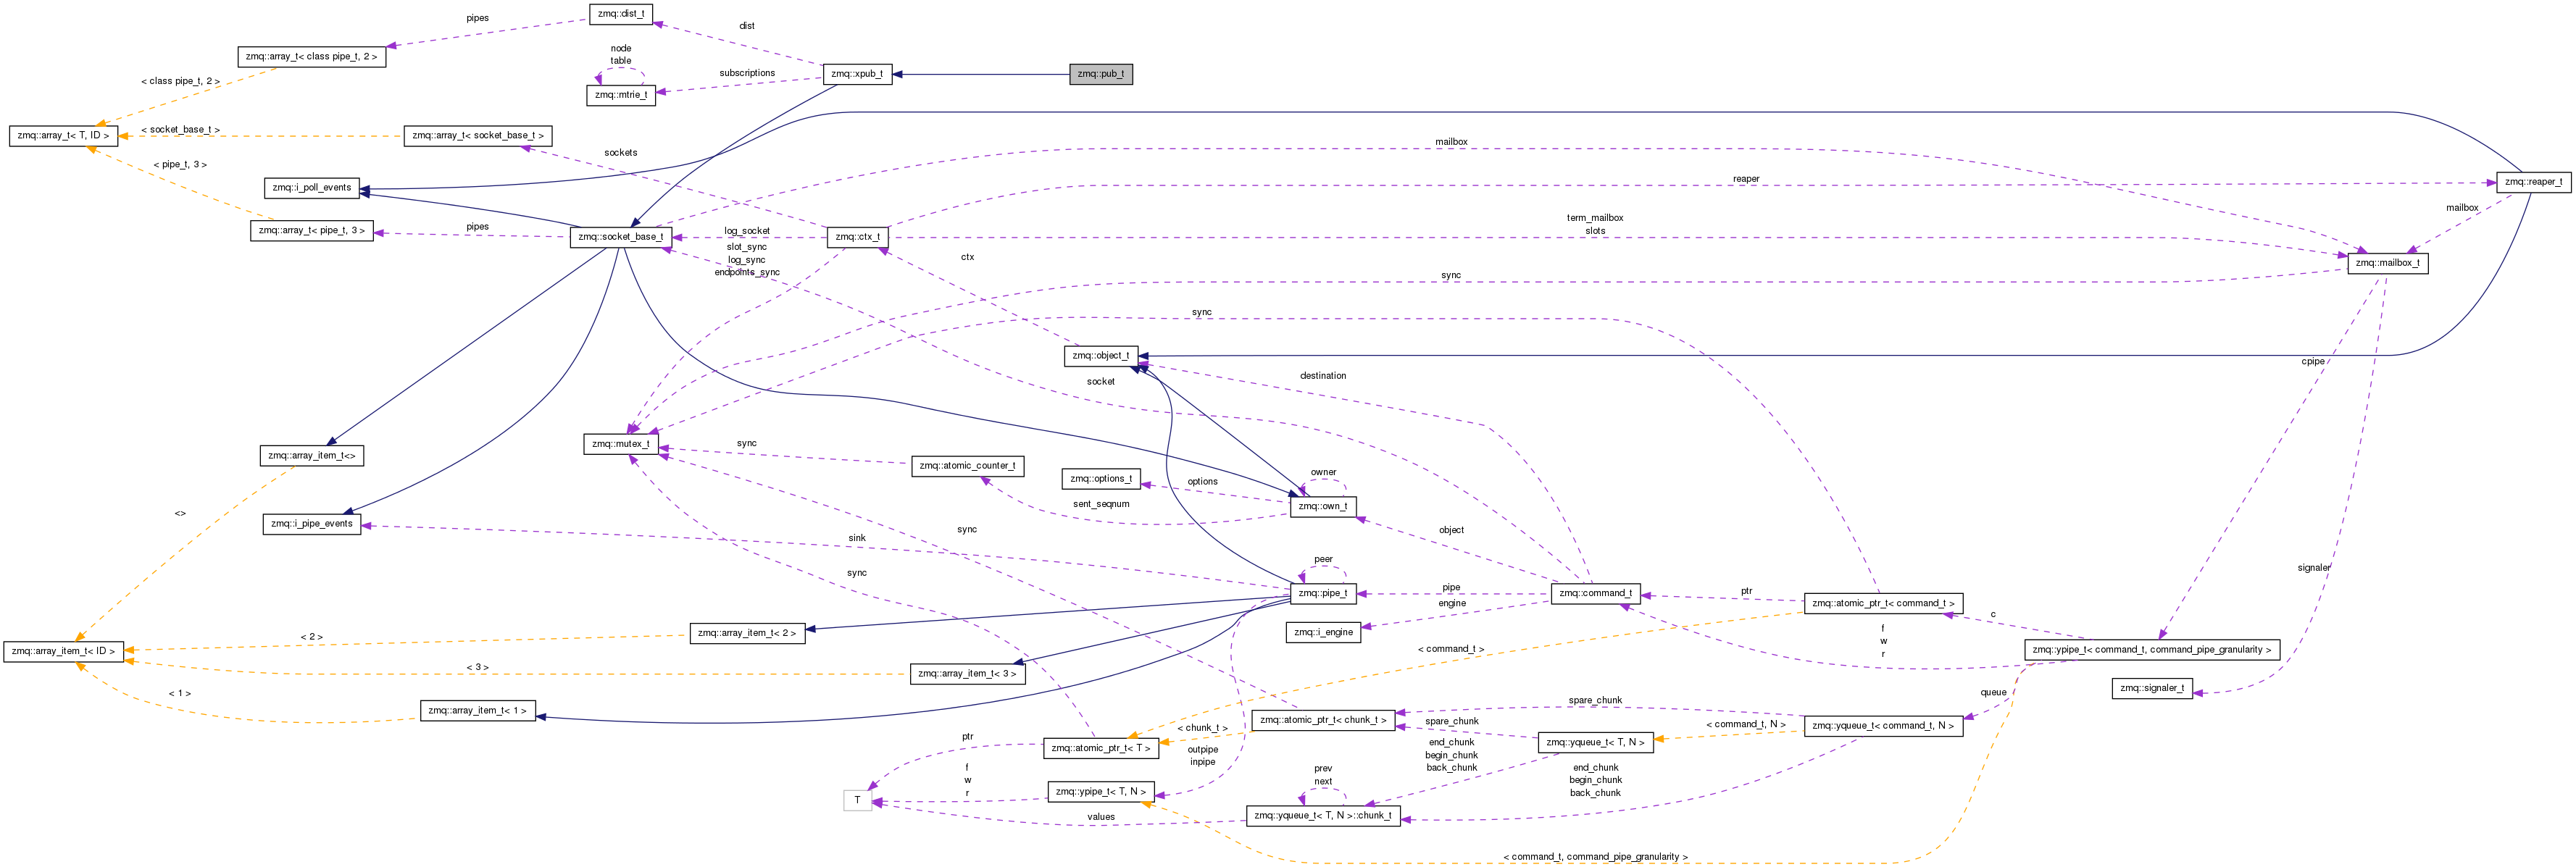 zmq::dist_t
pipes
dist
zmq::array_t< class pipe_t, 2 >
node
table
subscriptions
zmq::xpub_t
zmq::pub_t
< class pipe_t, 2 >
zmq::mtrie_t
zmq::array_t< T, ID >
< socket_base_t >
zmq::array_t< socket_base_t >
mailbox
sockets
< pipe_t, 3 >
zmq::i_poll_events
reaper
zmq::reaper_t
mailbox
zmq::array_t< pipe_t, 3 >
pipes
zmq::socket_base_t
log_socket
zmq::ctx_t
term_mailbox
slots
slot_sync
log_sync
endpoints_sync
ctx
zmq::mailbox_t
sync
sync
zmq::object_t
cpipe
destination
socket
zmq::mutex_t
sync
zmq::array_item_t<>
zmq::atomic_counter_t
zmq::options_t
options
owner
zmq::own_t
sent_seqnum
<>
zmq::i_pipe_events
sink
sync
object
sync
peer
signaler
zmq::pipe_t
pipe
engine
zmq::command_t
ptr
zmq::atomic_ptr_t< command_t >
c
zmq::i_engine
f
w
r
zmq::array_item_t< 2 >
< 2 >
zmq::array_item_t< ID >
< command_t >
zmq::ypipe_t< command_t, command_pipe_granularity >
< 3 >
zmq::array_item_t< 3 >
zmq::signaler_t
< 1 >
zmq::array_item_t< 1 >
queue
spare_chunk
zmq::atomic_ptr_t< chunk_t >
spare_chunk
< command_t, N >
zmq::yqueue_t< command_t, N >
< chunk_t >
ptr
zmq::atomic_ptr_t< T >
outpipe
inpipe
zmq::yqueue_t< T, N >
end_chunk
begin_chunk
back_chunk
f
w
r
T
zmq::ypipe_t< T, N >
prev
next
end_chunk
begin_chunk
back_chunk
values
zmq::yqueue_t< T, N >::chunk_t
< command_t, command_pipe_granularity >